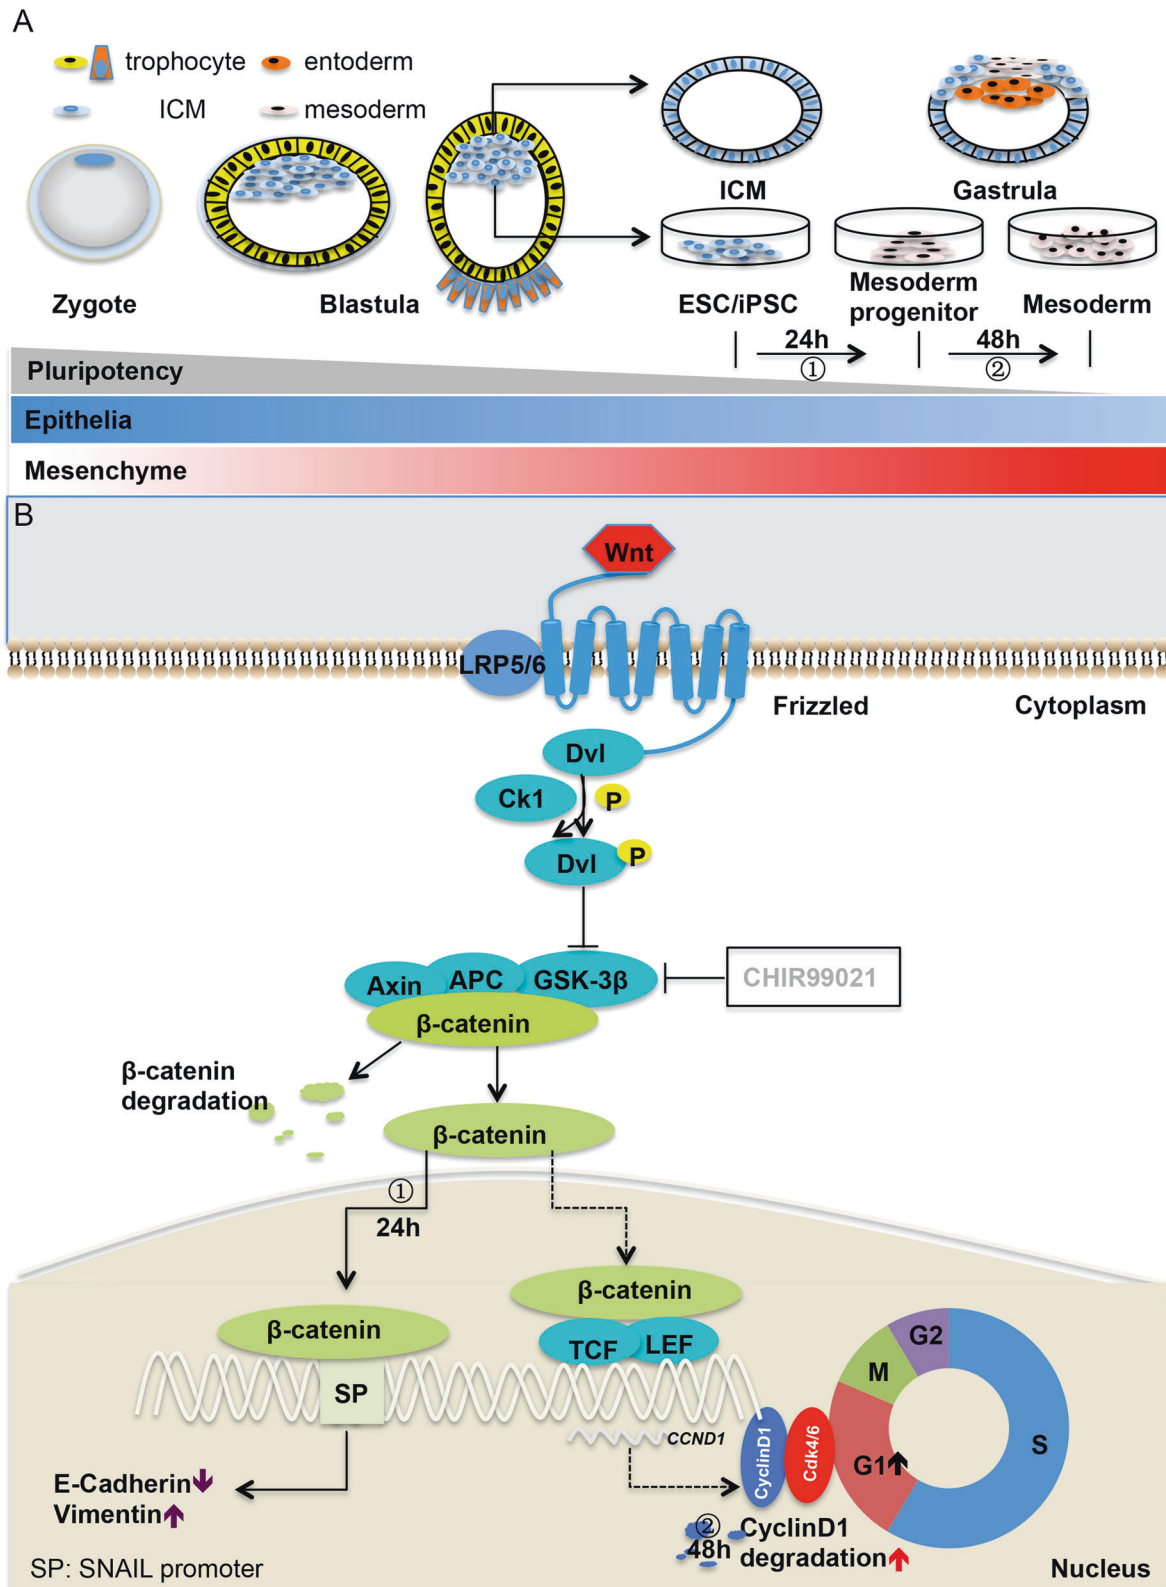 A
trophocyte
entoderm
ICM
mesoderm
ICM
Gastrula
Zygote
Blastula
ESC/iPSC
Mesoderm
progenitor
Mesoderm
24h
①
48h
②
Pluripotency
Epithelia
Mesenchyme
B
Wnt
LRP5/6
Frizzled
Cytoplasm
Dvl
Ck1
P
Dvl
P
Axin
APC
GSK-3β
CHIR99021
β-catenin
β-catenin
degradation
β-catenin
①
24h
β-catenin
β-catenin
TCF
LEF
SP
CCND1
CyclinD1
Cdk4/6
G2
M
G1
S
E-Cadherin
Vimentin
②
48h
CyclinD1
degradation
SP: SNAIL promoter
Nucleus